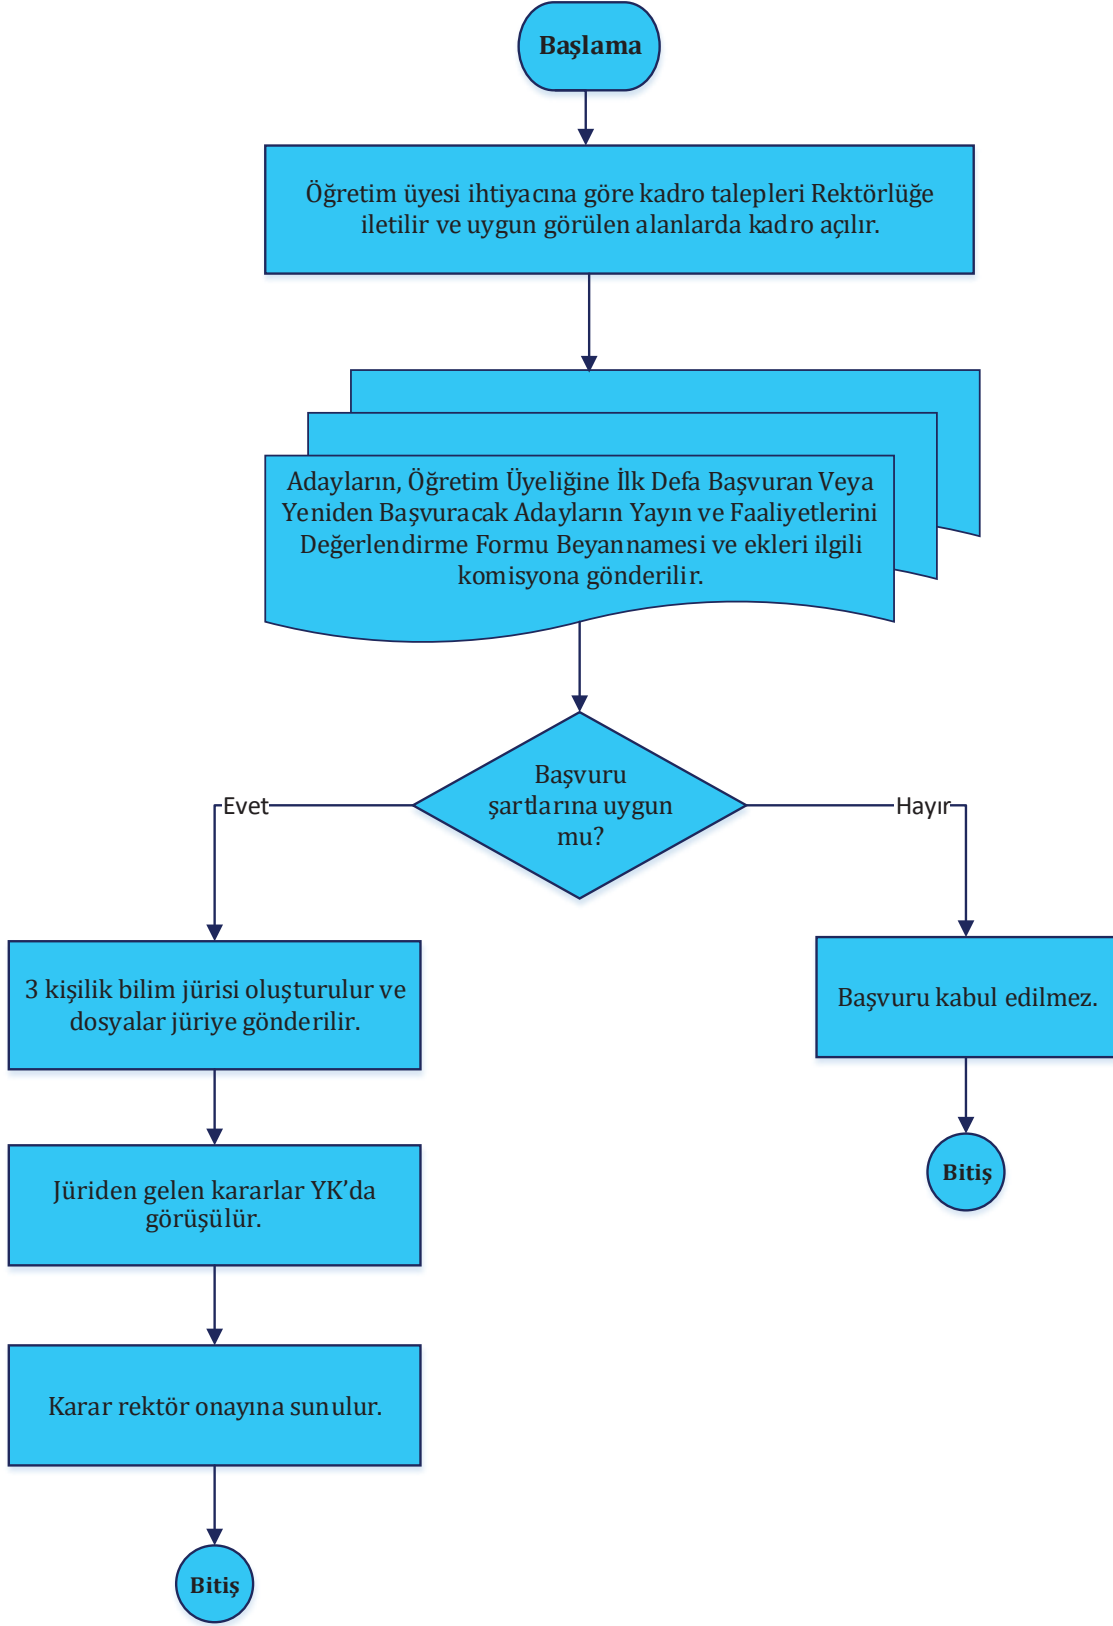 Başlama
Öğretim üyesi ihtiyacına göre kadro talepleri Rektörlüğe
iletilir ve uygun görülen alanlarda kadro açılır.
Adayların, Öğretim Üyeliğine İlk Defa Başvuran Veya
Yeniden Başvuracak Adayların Yayın ve Faaliyetlerini
Değerlendirme Formu Beyannamesi ve ekleri ilgili
komisyona gönderilir.
Başvuru
şartlarına uygun
mu?
Evet
Hayır
3 kişilik bilim jürisi oluşturulur ve
dosyalar jüriye gönderilir.
Başvuru kabul edilmez.
Jüriden gelen kararlar YK’da
görüşülür.
Bitiş
Karar rektör onayına sunulur.
Bitiş